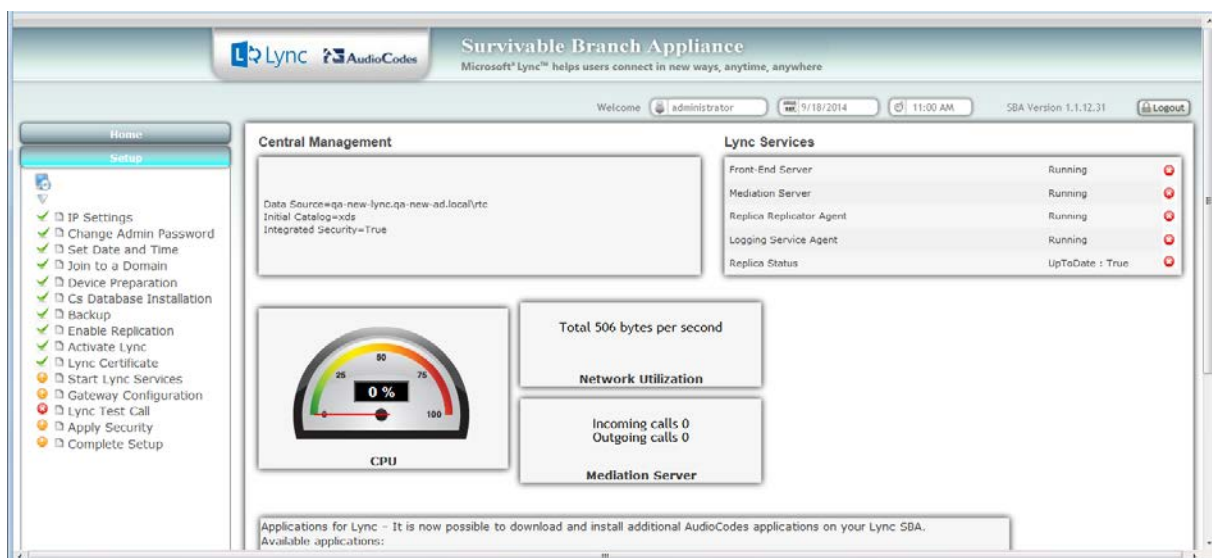 Lync AudioCodes
Survivable Branch Appliance
Microsoft® Lync™ helps users connect in new ways, anytime, anywhere
Welcome administrator 9/18/2014 11:00 AM SBA Version 1.1.12.31 Logout
Home
Setup
IP Settings
Change Admin Password
Set Date and Time
Join to a Domain
Device Preparation
Cs Database Installation
Backup
Enable Replication
Activate Lync
Lync Certificate
Start Lync Services
Gateway Configuration
Lync Test Call
Apply Security
Complete Setup
Central Management
Data Source=qa-new-lync.qa-new-ad.local\rtc
Initial Catalog=xds
Integrated Security=True
Lync Services
Front-End Server Running
Mediation Server Running
Replica Replicator Agent Running
Logging Service Agent Running
Replica Status UpToDate : True
0 25 50 75 100
0 %
CPU
Total 506 bytes per second
Network Utilization
Incoming calls 0
Outgoing calls 0
Mediation Server
Applications for Lync - It is now possible to download and install additional AudioCodes applications on your Lync SBA.
Available applications: